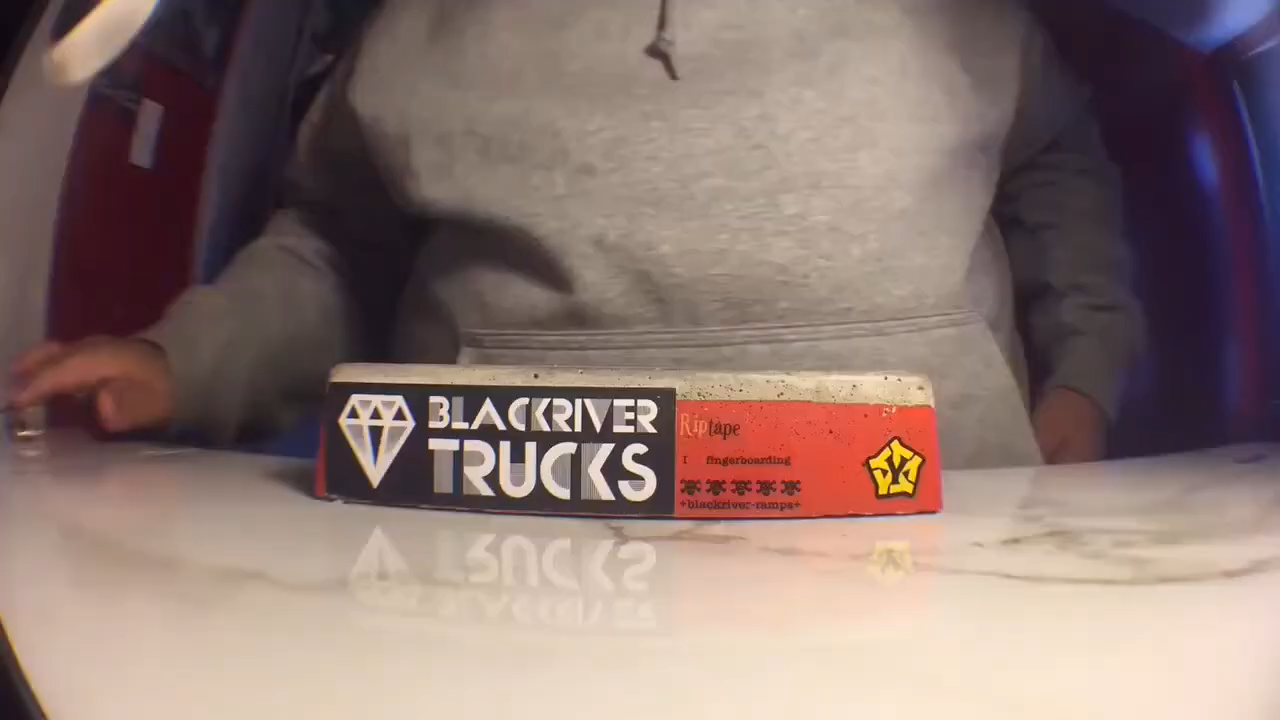 BLACKRIVER
TRUCKS
Riptape
I fingerboarding
+blackriver-ramps+